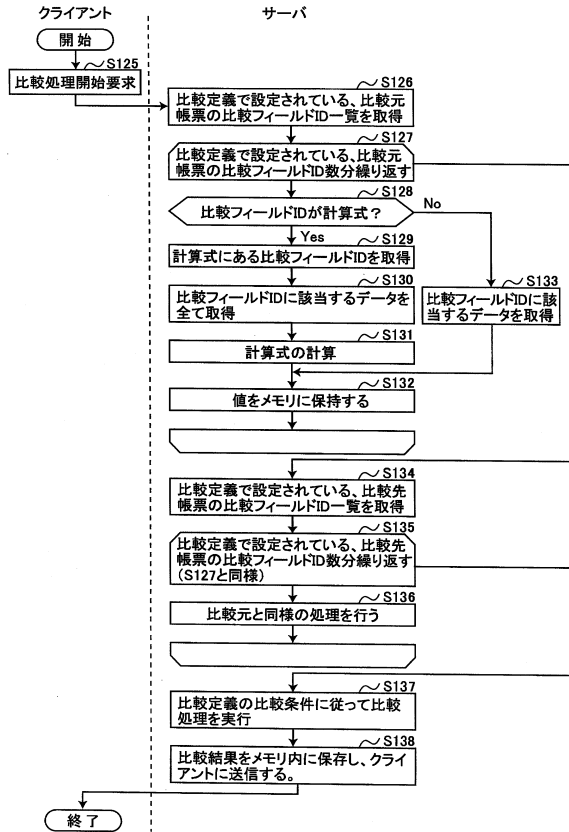 クライアント
サーバ
開始
S125
比較処理開始要求
S126
比較定義で設定されている、比較元
帳票の比較フィールドID一覧を取得
S127
比較定義で設定されている、比較元
帳票の比較フィールドID数分繰り返す
S128
比較フィールドIDが計算式？
No
Yes
S129
計算式にある比較フィールドIDを取得
S130
比較フィールドIDに該当するデータを
全て取得
S133
比較フィールドIDに該
当するデータを取得
S131
計算式の計算
S132
値をメモリに保持する
S134
比較定義で設定されている、比較先
帳票の比較フィールドID一覧を取得
S135
比較定義で設定されている、比較先
帳票の比較フィールドID数分繰り返す
(S127と同様)
S136
比較元と同様の処理を行う
S137
比較定義の比較条件に従って比較
処理を実行
S138
比較結果をメモリ内に保存し、クライ
アントに送信する。
終了